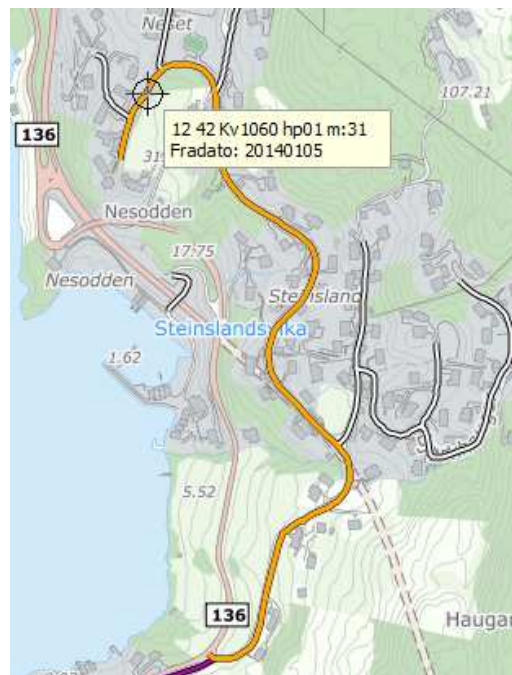 Neset
107.21
12 42 Kv1060 hp01 m:31
Fradato: 20140105
136
Nesodden
17.75
Nesodden
Steinsland
Steinslandsvika
1.62
5.52
136
Haugar